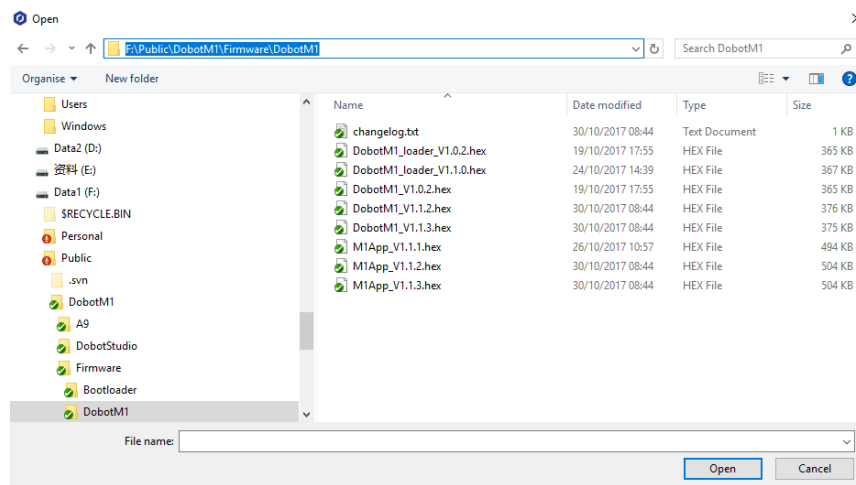 Open
F:\Public\DobotM1\Firmware\DobotM1
Search DobotM1
Organise
New folder
Users
Windows
Data2 (D:)
资料 (E:)
Data1 (F:)
$RECYCLE.BIN
Personal
Public
.svn
DobotM1
A9
DobotStudio
Firmware
Bootloader
DobotM1
Name Date modified Type Size
changelog.txt 30/10/2017 08:44 Text Document 1 KB
DobotM1_loader_V1.0.2.hex 19/10/2017 17:55 HEX File 365 KB
DobotM1_loader_V1.1.0.hex 24/10/2017 14:39 HEX File 367 KB
DobotM1_V1.0.2.hex 19/10/2017 17:55 HEX File 365 KB
DobotM1_V1.1.2.hex 30/10/2017 08:44 HEX File 376 KB
DobotM1_V1.1.3.hex 30/10/2017 08:44 HEX File 375 KB
M1App_V1.1.1.hex 26/10/2017 10:57 HEX File 494 KB
M1App_V1.1.2.hex 30/10/2017 08:44 HEX File 504 KB
M1App_V1.1.3.hex 30/10/2017 08:44 HEX File 504 KB
File name:
Open Cancel